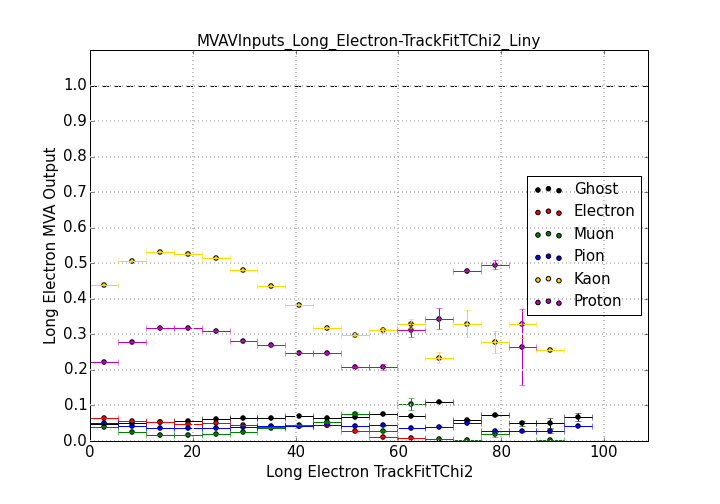 MVAVInputs_Long_Electron-TrackFitTChi2_Liny
Long Electron MVA Output
1.0
0.9
0.8
0.7
0.6
0.5
0.4
0.3
0.2
0.1
0.0
Ghost
Electron
Muon
Pion
Kaon
Proton
0 20 40 60 80 100
Long Electron TrackFitTChi2